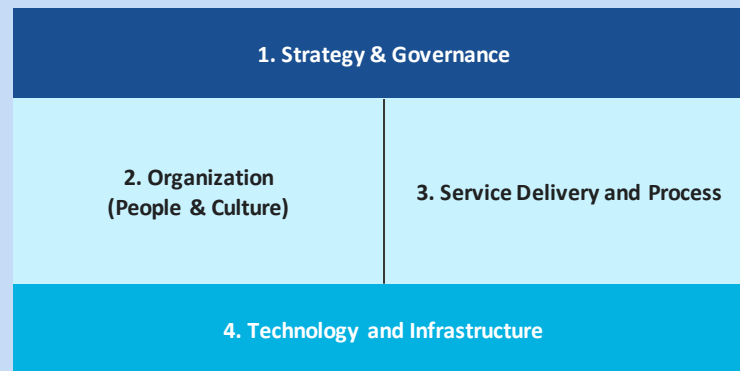 1. Strategy & Governance
2. Organization
(People & Culture)
3. Service Delivery and Process
4. Technology and Infrastructure